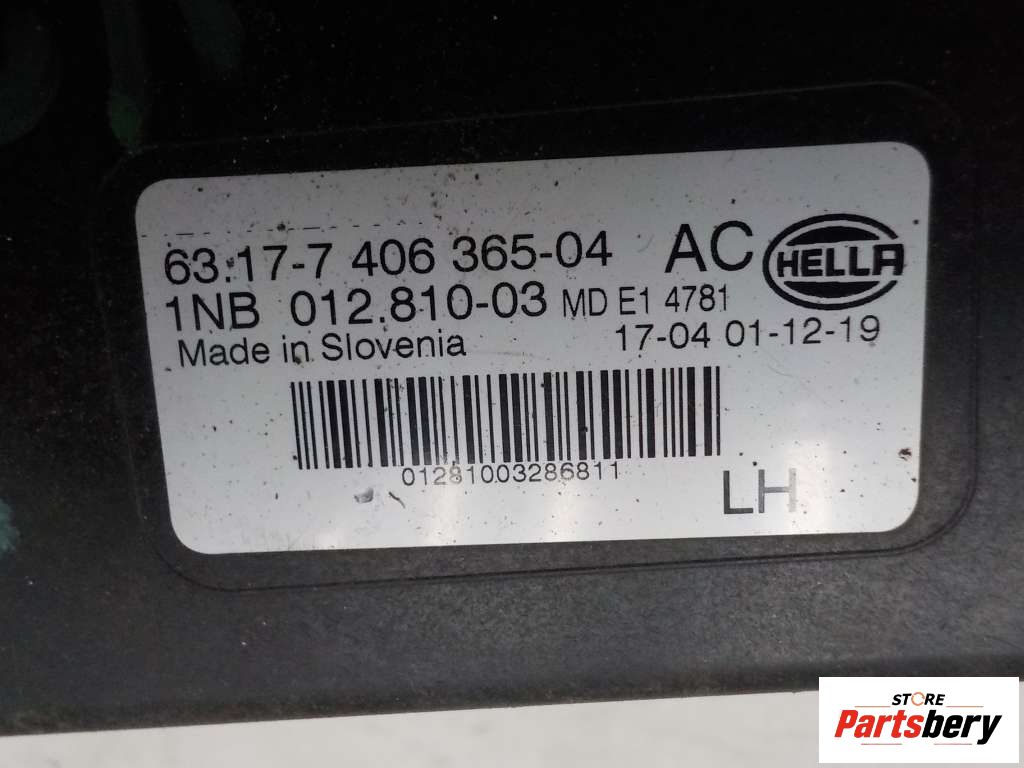 63.17-7 406 365-04 AC HELLA
1NB 012.810-03 MD E1 4781
Made in Slovenia 17-04 01-12-19
01281003286811
LH
STORE
Partsbery